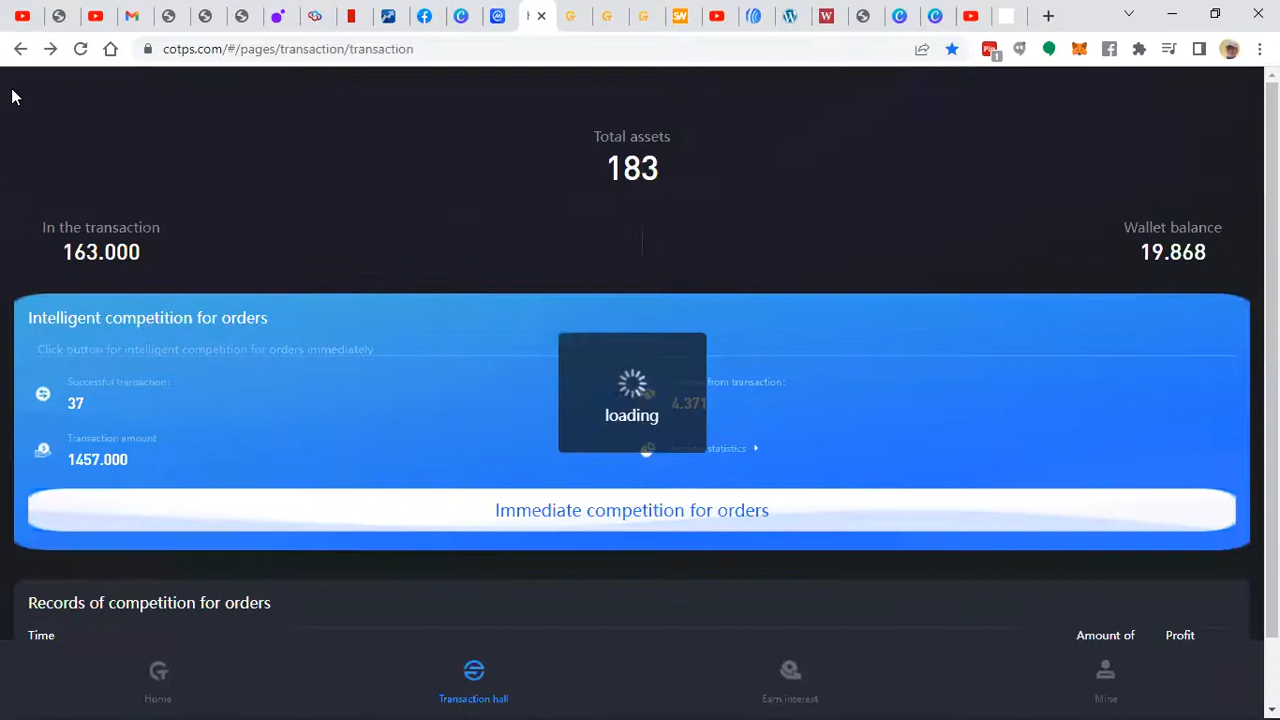 cotps.com/#/pages/transaction/transaction
Total assets
183
In the transaction
163.000
Wallet balance
19.868
Intelligent competition for orders
Click button for intelligent competition for orders immediately
Successful transaction:
37
from transaction:
4.371
Transaction amount
1457.000
statistics
loading
Immediate competition for orders
Records of competition for orders
Time
Amount of
Profit
Home
Transaction hall
Earn interest
Mine